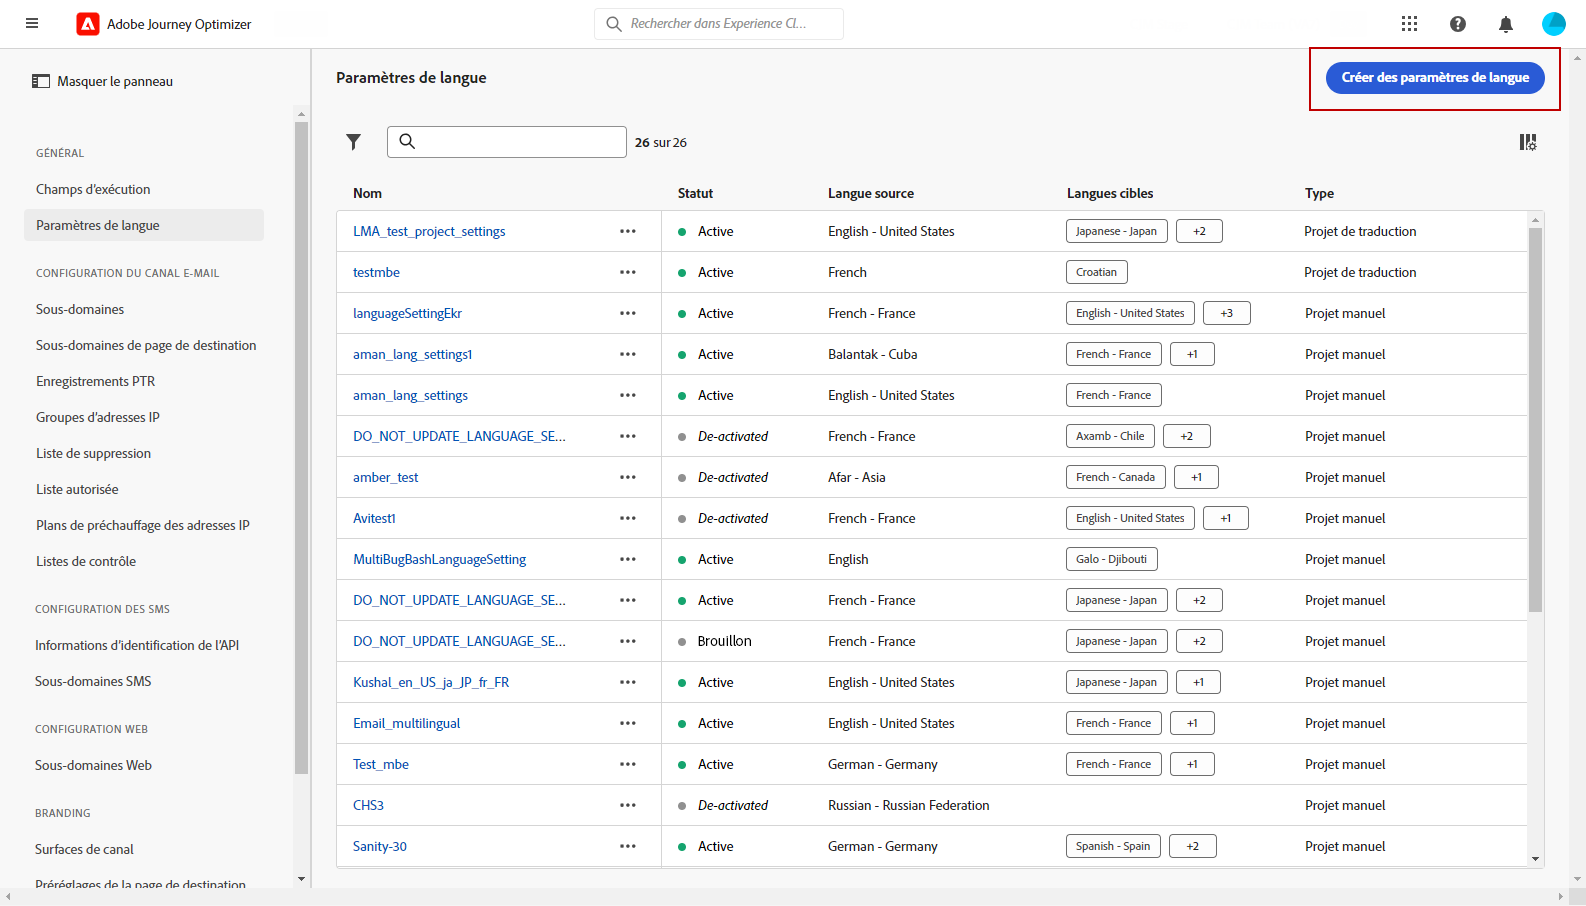 Adobe Journey Optimizer
Rechercher dans Experience Cl...
Masquer le panneau
GÉNÉRAL
Champs d'exécution
Paramètres de langue
CONFIGURATION DU CANAL E-MAIL
Sous-domaines
Sous-domaines de page de destination
Enregistrements PTR
Groupes d'adresses IP
Liste de suppression
Liste autorisée
Plans de préchauffage des adresses IP
Listes de contrôle
CONFIGURATION DES SMS
Informations d'identification de l'API
Sous-domaines SMS
CONFIGURATION WEB
Sous-domaines Web
BRANDING
Surfaces de canal
Préréglages de la page de destination
Paramètres de langue
Créer des paramètres de langue
26 sur 26
Nom Statut Langue source Langues cibles Type
LMA_test_project_settings Active English - United States Japanese - Japan +2 Projet de traduction
testmbe Active French Croatian Projet de traduction
languageSettingEkr Active French - France English - United States +3 Projet manuel
aman_lang_settings1 Active Balantak - Cuba French - France +1 Projet manuel
aman_lang_settings Active English - United States French - France Projet manuel
DO_NOT_UPDATE_LANGUAGE_SE... De-activated French - France Axamb - Chile +2 Projet manuel
amber_test De-activated Afar - Asia French - Canada +1 Projet manuel
Avitest1 De-activated French - France English - United States +1 Projet manuel
MultiBugBashLanguageSetting Active English Galo - Djibouti Projet manuel
DO_NOT_UPDATE_LANGUAGE_SE... Active French - France Japanese - Japan +2 Projet manuel
DO_NOT_UPDATE_LANGUAGE_SE... Brouillon French - France Japanese - Japan +2 Projet manuel
Kushal_en_US_ja_JP_fr_FR Active English - United States Japanese - Japan +1 Projet manuel
Email_multilingual Active English - United States French - France +1 Projet manuel
Test_mbe Active German - Germany French - France +1 Projet manuel
CHS3 De-activated Russian - Russian Federation Projet manuel
Sanity-30 Active German - Germany Spanish - Spain +2 Projet manuel